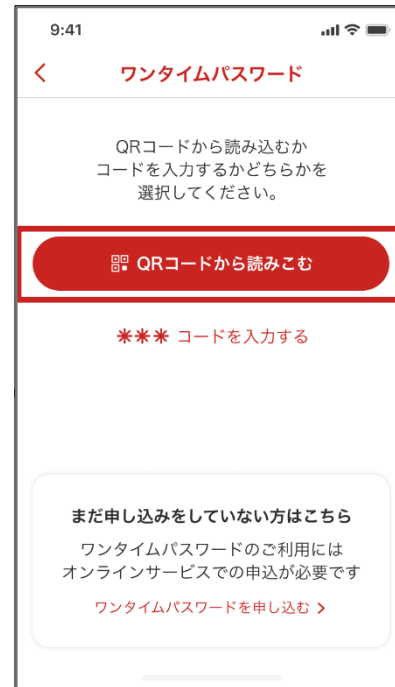 9:41
ワンタイムパスワード
QRコードから読み込むか
コードを入力するかどちらかを
選択してください。
QRコードから読みこむ
*** コードを入力する
まだ申し込みをしていない方はこちら
ワンタイムパスワードのご利用には
オンラインサービスでの申込が必要です
ワンタイムパスワードを申し込む >